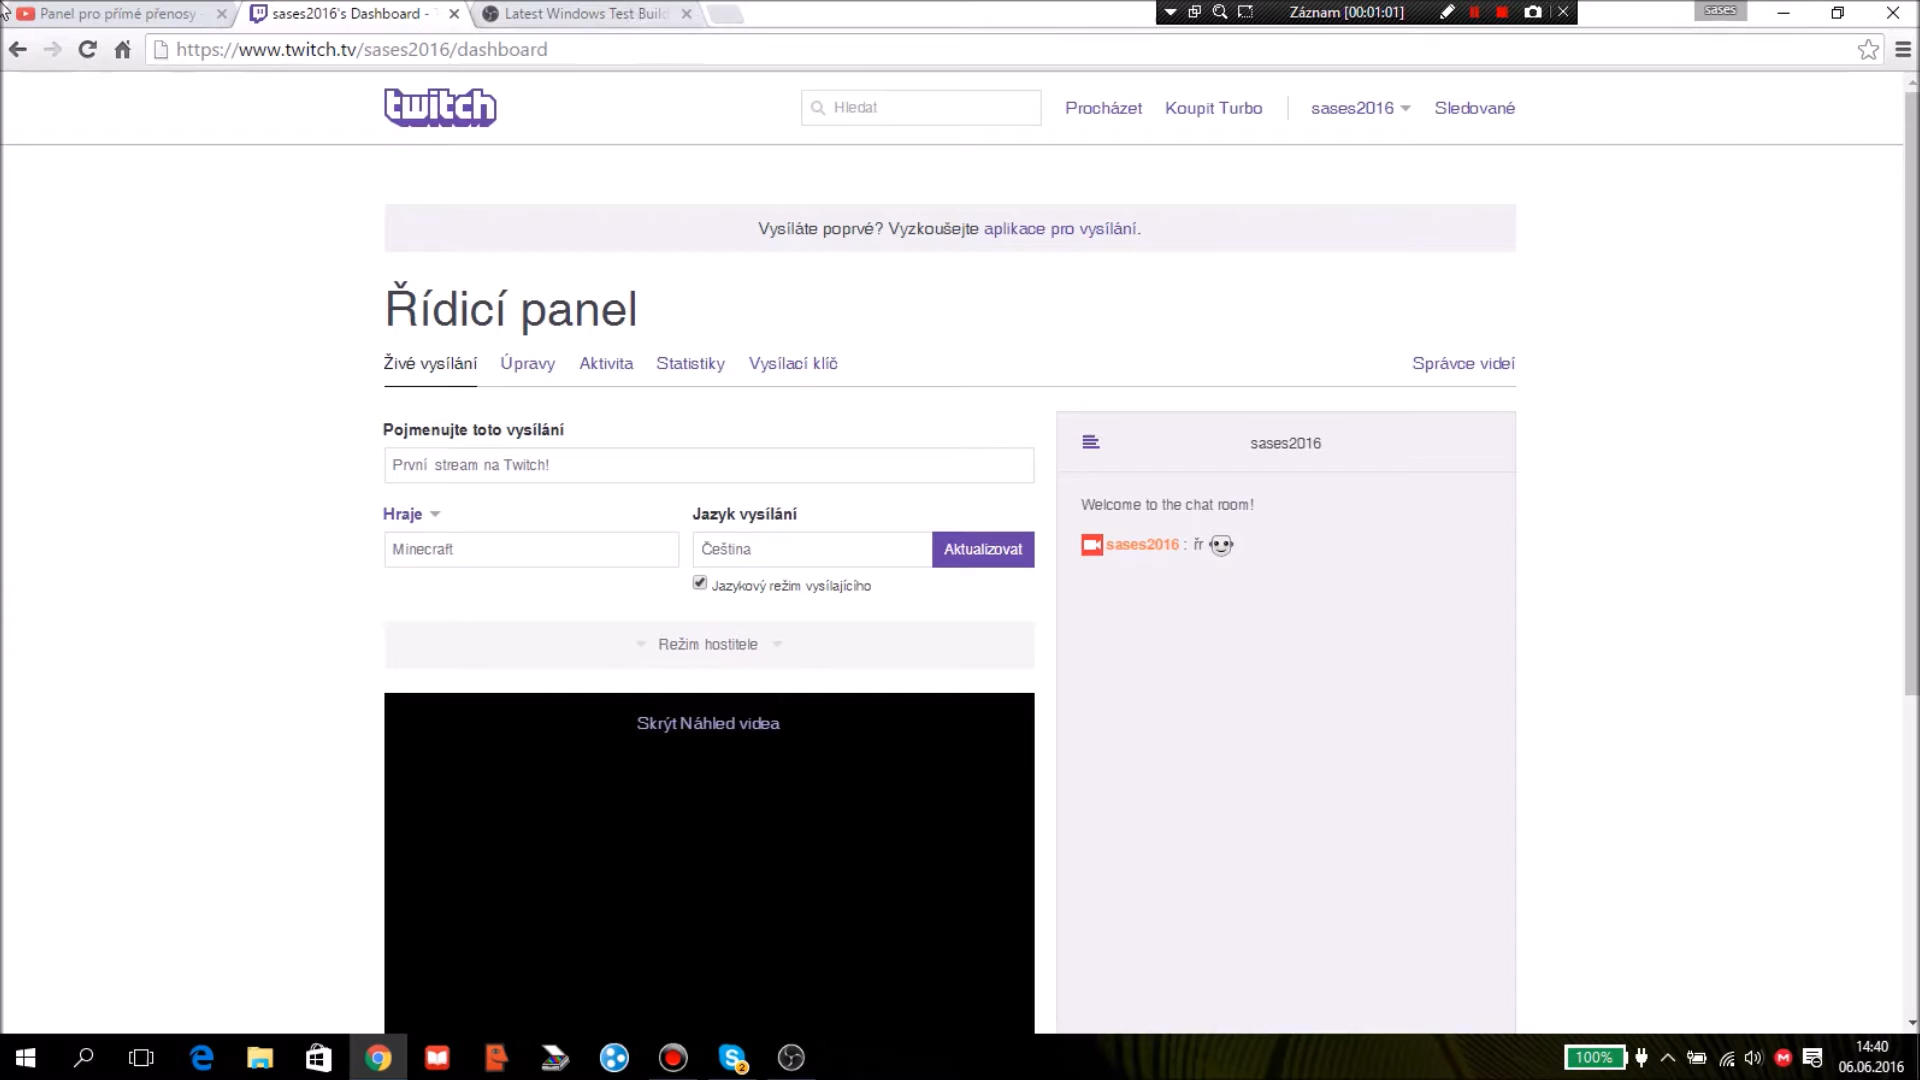 Panel pro přímé přenosy
sases2016's Dashboard -
Latest Windows Test Build
Záznam [00:01:01]
sases
https://www.twitch.tv/sases2016/dashboard
twitch
Hledat
Procházet
Koupit Turbo
sases2016
Sledované
Vysíláte poprvé? Vyzkoušejte aplikace pro vysílání.
Řídicí panel
Živé vysílání
Úpravy
Aktivita
Statistiky
Vysílací klíč
Správce videí
Pojmenujte toto vysílání
První stream na Twitch!
Hraje
Jazyk vysílání
Minecraft
Čeština
Aktualizovat
Jazykový režim vysílajícího
Režim hostitele
Skrýt Náhled videa
sases2016
Welcome to the chat room!
sases2016 : řr
2
100%
14:40
06.06.2016